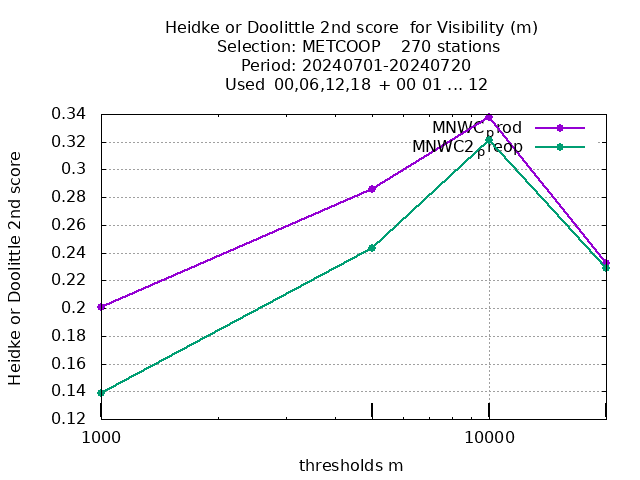 Heidke or Doolittle 2nd score  for Visibility (m)
Selection: METCOOP    270 stations
Period: 20240701-20240720
Used  00,06,12,18  + 00 01 ... 12
MNWC_prod
MNWC2_preop
Heidke or Doolittle 2nd score
0.34
0.32
0.3
0.28
0.26
0.24
0.22
0.2
0.18
0.16
0.14
0.12
1000
10000
thresholds m